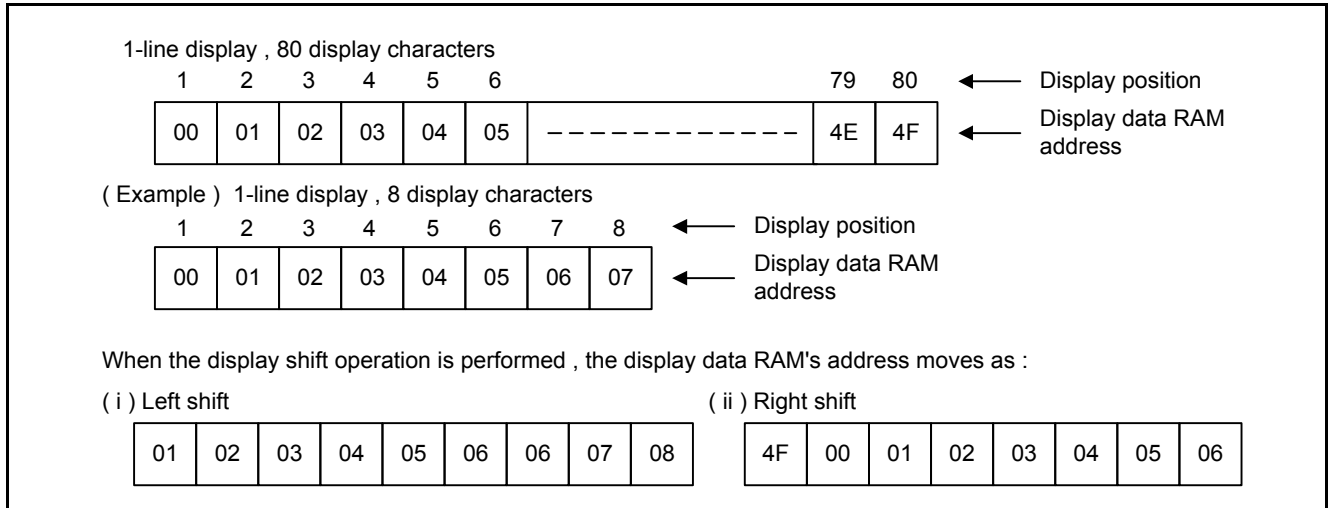 1-line display , 80 display characters
1 2 3 4 5 6 79 80 Display position
00 01 02 03 04 05 4E 4F Display data RAM
address
( Example ) 1-line display , 8 display characters
1 2 3 4 5 6 7 8 Display position
00 01 02 03 04 05 06 07 Display data RAM
address
When the display shift operation is performed , the display data RAM's address moves as :
( i ) Left shift ( ii ) Right shift
01 02 03 04 05 06 06 07 08 4F 00 01 02 03 04 05 06